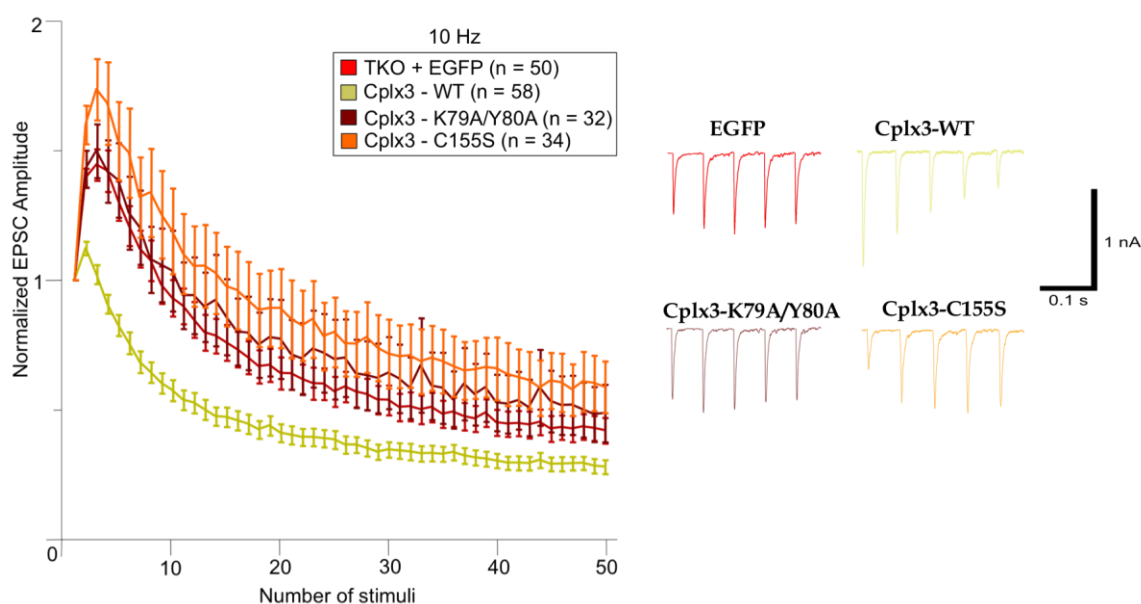 2
10 Hz
TKO + EGFP (n = 50)
Cplx3 - WT (n = 58)
Cplx3 - K79A/Y80A (n = 32)
Cplx3 - C155S (n = 34)
Normalized EPSC Amplitude
1
0
10
20
30
40
50
Number of stimuli
EGFP
Cplx3-WT
1 nA
0.1 s
Cplx3-K79A/Y80A
Cplx3-C155S